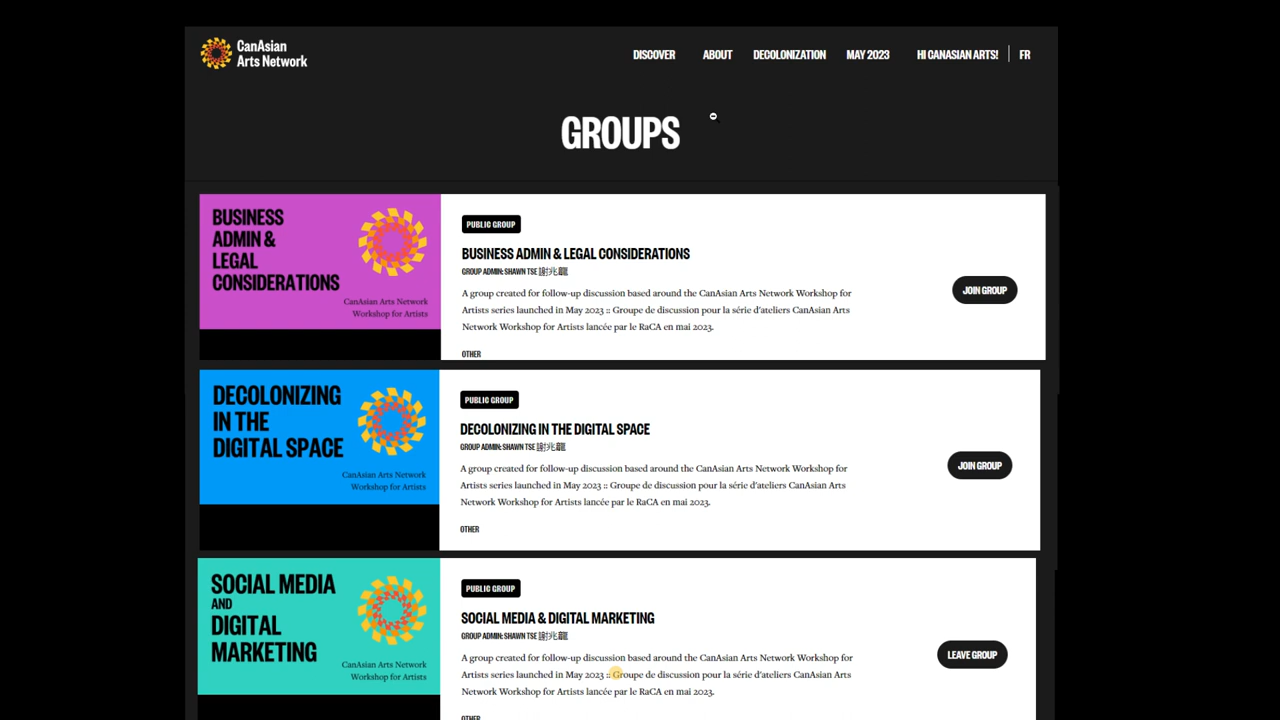 CanAsian
Arts Network
DISCOVER ABOUT DECOLONIZATION MAY 2023 HI CANASIAN ARTS! FR
GROUPS
BUSINESS
ADMIN &
LEGAL
CONSIDERATIONS
CanAsian Arts Network
Workshop for Artists
PUBLIC GROUP
BUSINESS ADMIN & LEGAL CONSIDERATIONS
GROUP ADMIN: SHAWN TSE 謝兆龍
A group created for follow-up discussion based around the CanAsian Arts Network Workshop for
Artists series launched in May 2023 :: Groupe de discussion pour la série d'ateliers CanAsian Arts
Network Workshop for Artists lancée par le RaCA en mai 2023.
OTHER
JOIN GROUP
DECOLONIZING
IN THE
DIGITAL SPACE
CanAsian Arts Network
Workshop for Artists
PUBLIC GROUP
DECOLONIZING IN THE DIGITAL SPACE
GROUP ADMIN: SHAWN TSE 謝兆龍
A group created for follow-up discussion based around the CanAsian Arts Network Workshop for
Artists series launched in May 2023 :: Groupe de discussion pour la série d'ateliers CanAsian Arts
Network Workshop for Artists lancée par le RaCA en mai 2023.
OTHER
JOIN GROUP
SOCIAL MEDIA
AND
DIGITAL
MARKETING
CanAsian Arts Network
Workshop for Artists
PUBLIC GROUP
SOCIAL MEDIA & DIGITAL MARKETING
GROUP ADMIN: SHAWN TSE 謝兆龍
A group created for follow-up discussion based around the CanAsian Arts Network Workshop for
Artists series launched in May 2023 :: Groupe de discussion pour la série d'ateliers CanAsian Arts
Network Workshop for Artists lancée par le RaCA en mai 2023.
OTHER
LEAVE GROUP